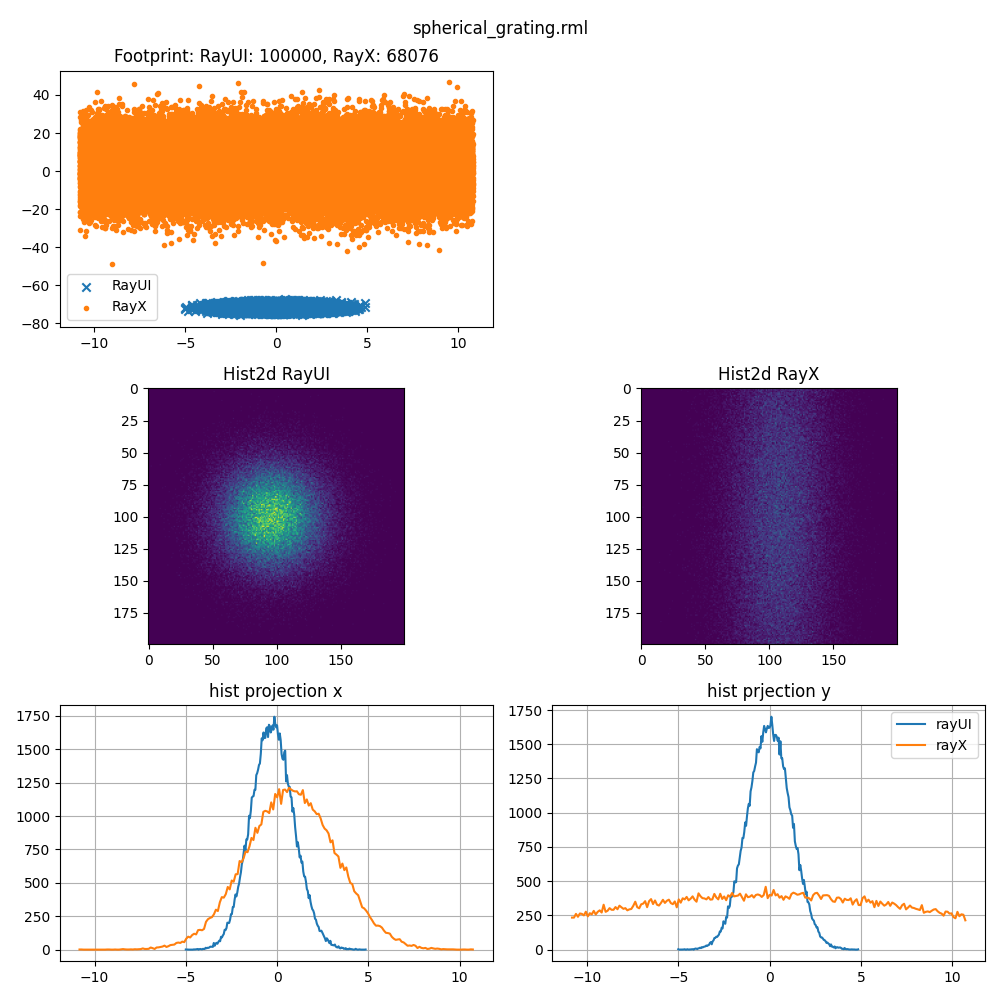 spherical_grating.rml
Footprint: RayUI: 100000, RayX: 68076
40
20
0
−20
−40
−60
−80
RayUI
RayX
−10 −5 0 5 10
Hist2d RayUI
0
25
50
75
100
125
150
175
0 50 100 150
Hist2d RayX
0
25
50
75
100
125
150
175
0 50 100 150
hist projection x
1750
1500
1250
1000
750
500
250
0
−10 −5 0 5 10
hist prjection y
1750
1500
1250
1000
750
500
250
0
rayUI
rayX
−10 −5 0 5 10